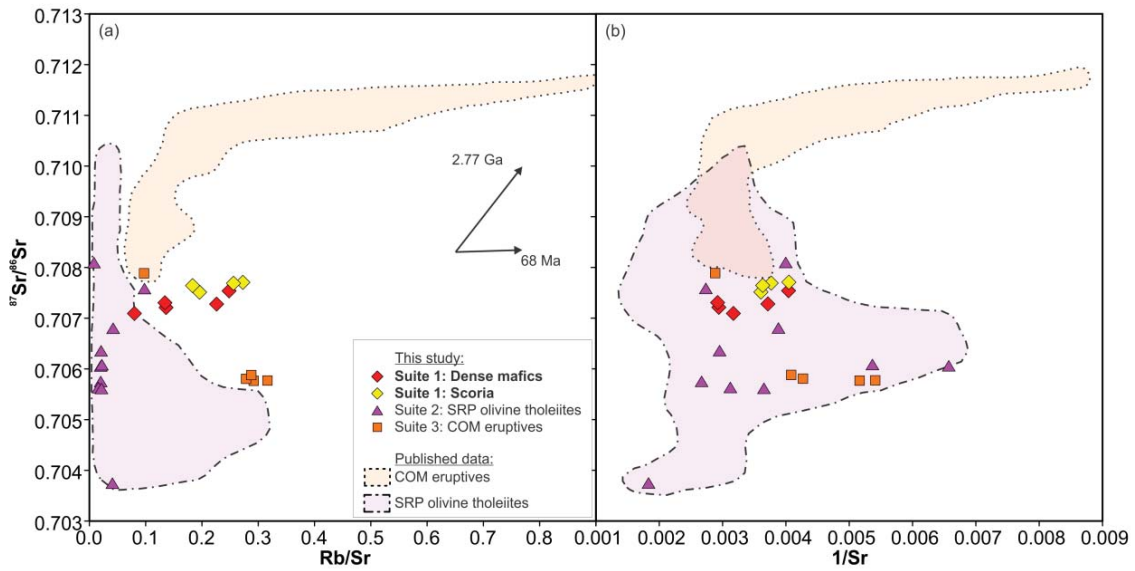 (a)
(b)
0.713
0.712
0.711
0.710
0.709
0.708
0.707
0.706
0.705
0.704
0.703
⁸⁷Sr/⁸⁶Sr
2.77 Ga
68 Ma
This study:
Suite 1: Dense mafics
Suite 1: Scoria
Suite 2: SRP olivine tholeiites
Suite 3: COM eruptives
Published data:
COM eruptives
SRP olivine tholeiites
0.0 0.1 0.2 0.3 0.4 0.5 0.6 0.7 0.8 0.001 0.002 0.003 0.004 0.005 0.006 0.007 0.008 0.009
Rb/Sr 1/Sr